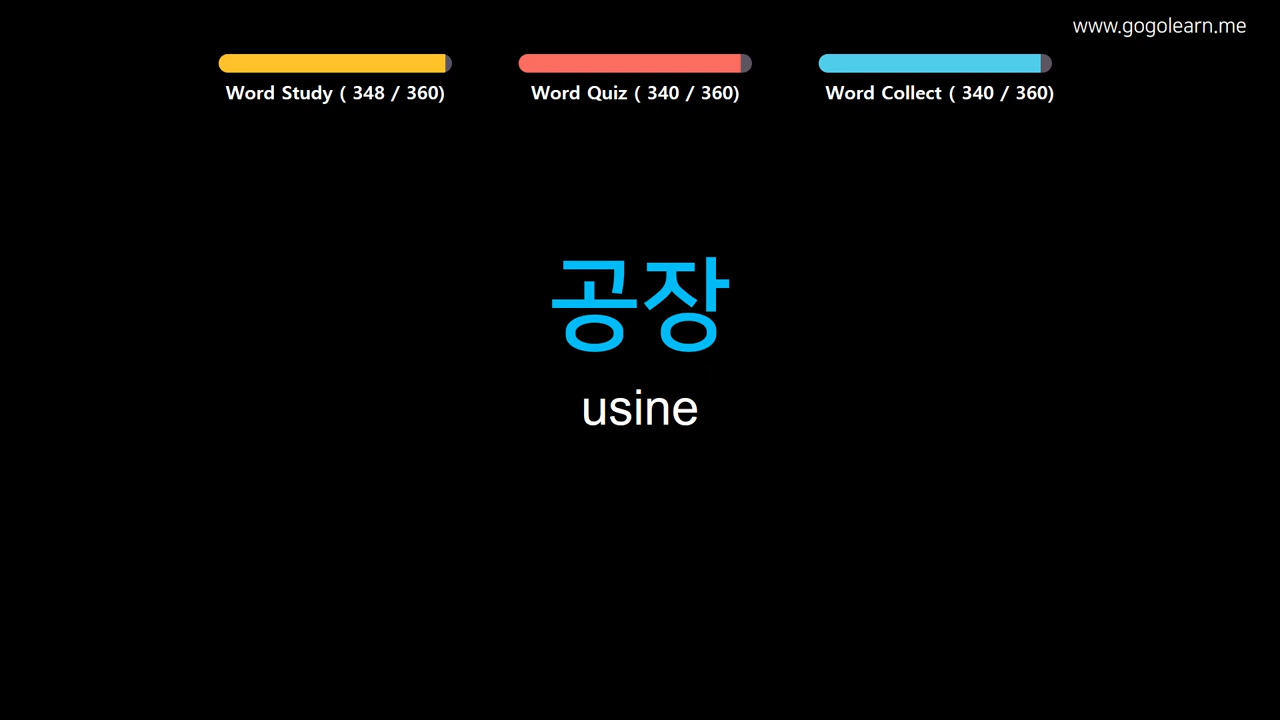 www.gogolearn.me
Word Study ( 348 / 360)
Word Quiz ( 340 / 360)
Word Collect ( 340 / 360)
공장
usine